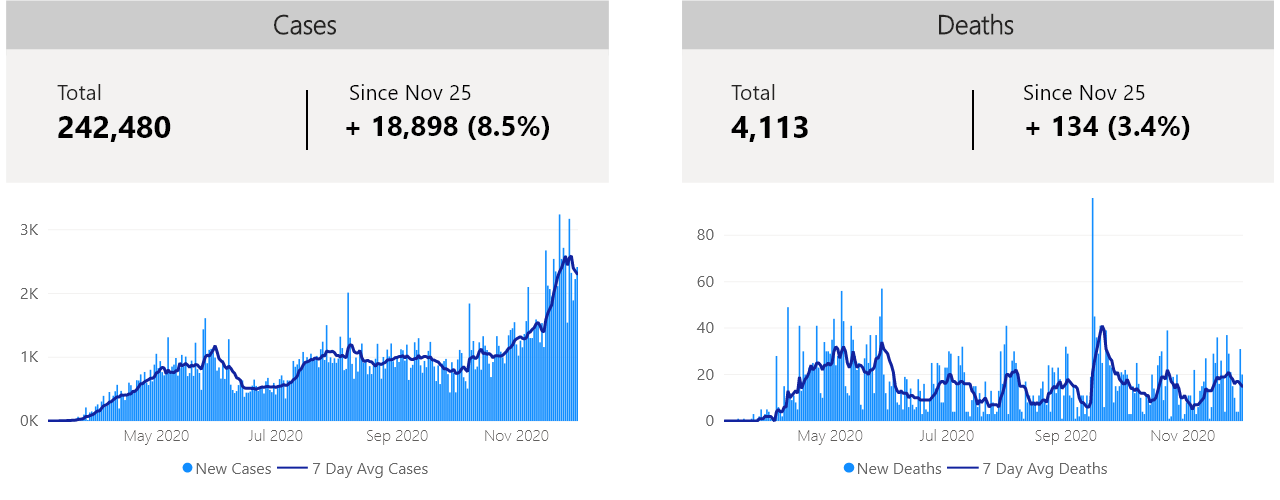 Cases
Total
242,480
Since Nov 25
+ 18,898 (8.5%)
3K
2K
1K
0K
May 2020
Jul 2020
Sep 2020
Nov 2020
New Cases
7 Day Avg Cases
Deaths
Total
4,113
Since Nov 25
+ 134 (3.4%)
80
60
40
20
0
May 2020
Jul 2020
Sep 2020
Nov 2020
New Deaths
7 Day Avg Deaths